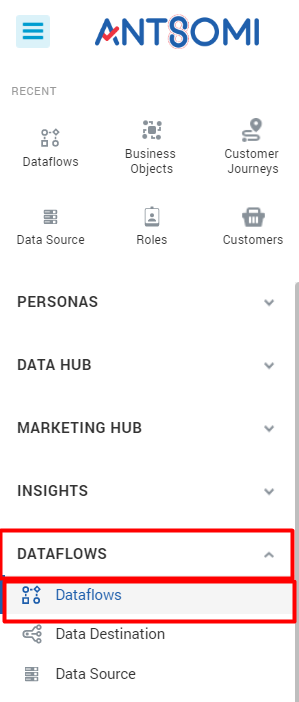 ANTSOMI
RECENT
Dataflows
Business
Objects
Customer
Journeys
Data Source
Roles
Customers
PERSONAS
DATA HUB
MARKETING HUB
INSIGHTS
DATAFLOWS
Dataflows
Data Destination
Data Source